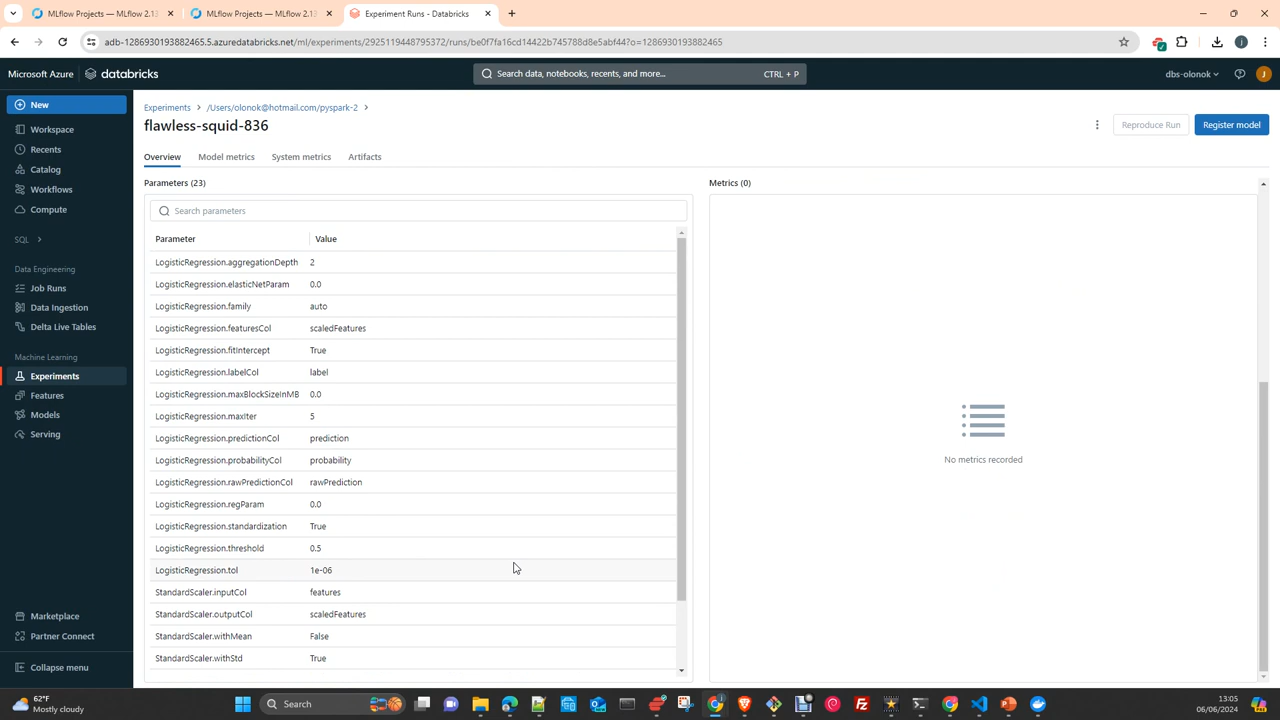 MLflow Projects — MLflow 2.13
MLflow Projects — MLflow 2.13
Experiment Runs - Databricks
adb-1286930193882465.5.azuredatabricks.net/ml/experiments/2925119448795372/runs/be0f7fa16cd14422b745788d8e5abf44?o=1286930193882465
Microsoft Azure
databricks
Search data, notebooks, recents, and more...
CTRL + P
dbs-olonok
J
New
Workspace
Recents
Catalog
Workflows
Compute
SQL
Data Engineering
Job Runs
Data Ingestion
Delta Live Tables
Machine Learning
Experiments
Features
Models
Serving
Marketplace
Partner Connect
Collapse menu
Experiments > /Users/olonok@hotmail.com/pyspark-2 >
flawless-squid-836
Reproduce Run
Register model
Overview
Model metrics
System metrics
Artifacts
Parameters (23)
Search parameters
Parameter Value
LogisticRegression.aggregationDepth 2
LogisticRegression.elasticNetParam 0.0
LogisticRegression.family auto
LogisticRegression.featuresCol scaledFeatures
LogisticRegression.fitIntercept True
LogisticRegression.labelCol label
LogisticRegression.maxBlockSizeInMB 0.0
LogisticRegression.maxIter 5
LogisticRegression.predictionCol prediction
LogisticRegression.probabilityCol probability
LogisticRegression.rawPredictionCol rawPrediction
LogisticRegression.regParam 0.0
LogisticRegression.standardization True
LogisticRegression.threshold 0.5
LogisticRegression.tol 1e-06
StandardScaler.inputCol features
StandardScaler.outputCol scaledFeatures
StandardScaler.withMean False
StandardScaler.withStd True
Metrics (0)
No metrics recorded
62°F
Mostly cloudy
Search
13:05
06/06/2024